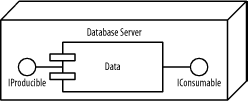 Database Server
Data
IProducible
IConsumable